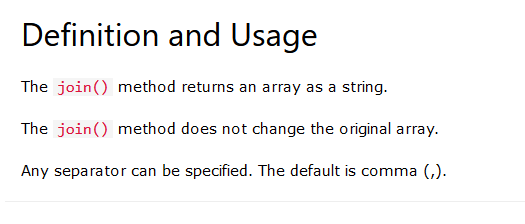 Definition and Usage
The join() method returns an array as a string.
The join() method does not change the original array.
Any separator can be specified. The default is comma (,).